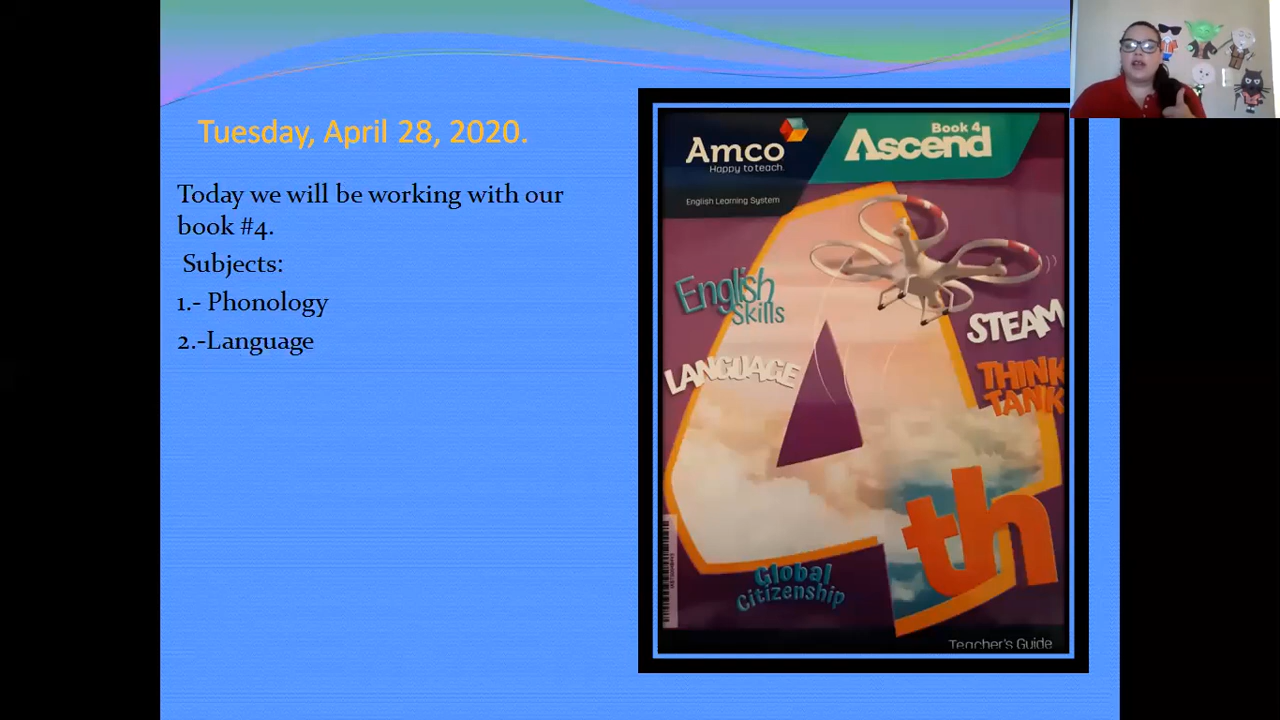 Tuesday, April 28, 2020.
Today we will be working with our
book #4.
Subjects:
1.- Phonology
2.-Language
Amco
Happy to teach.
English Learning System
Book 4
Ascend
English
Skills
LANGUAGE
STEAM
THINK
TANK
4th
Global
Citizenship
Teacher's Guide